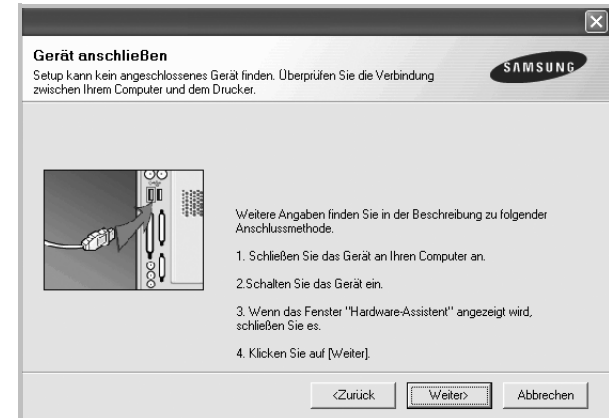 Gerät anschließen
Setup kann kein angeschlossenes Gerät finden. Überprüfen Sie die Verbindung
zwischen Ihrem Computer und dem Drucker.
SAMSUNG
Weitere Angaben finden Sie in der Beschreibung zu folgender
Anschlussmethode.
1. Schließen Sie das Gerät an Ihren Computer an.
2.Schalten Sie das Gerät ein.
3. Wenn das Fenster "Hardware-Assistent" angezeigt wird,
schließen Sie es.
4. Klicken Sie auf [Weiter].
<Zurück
Weiter>
Abbrechen